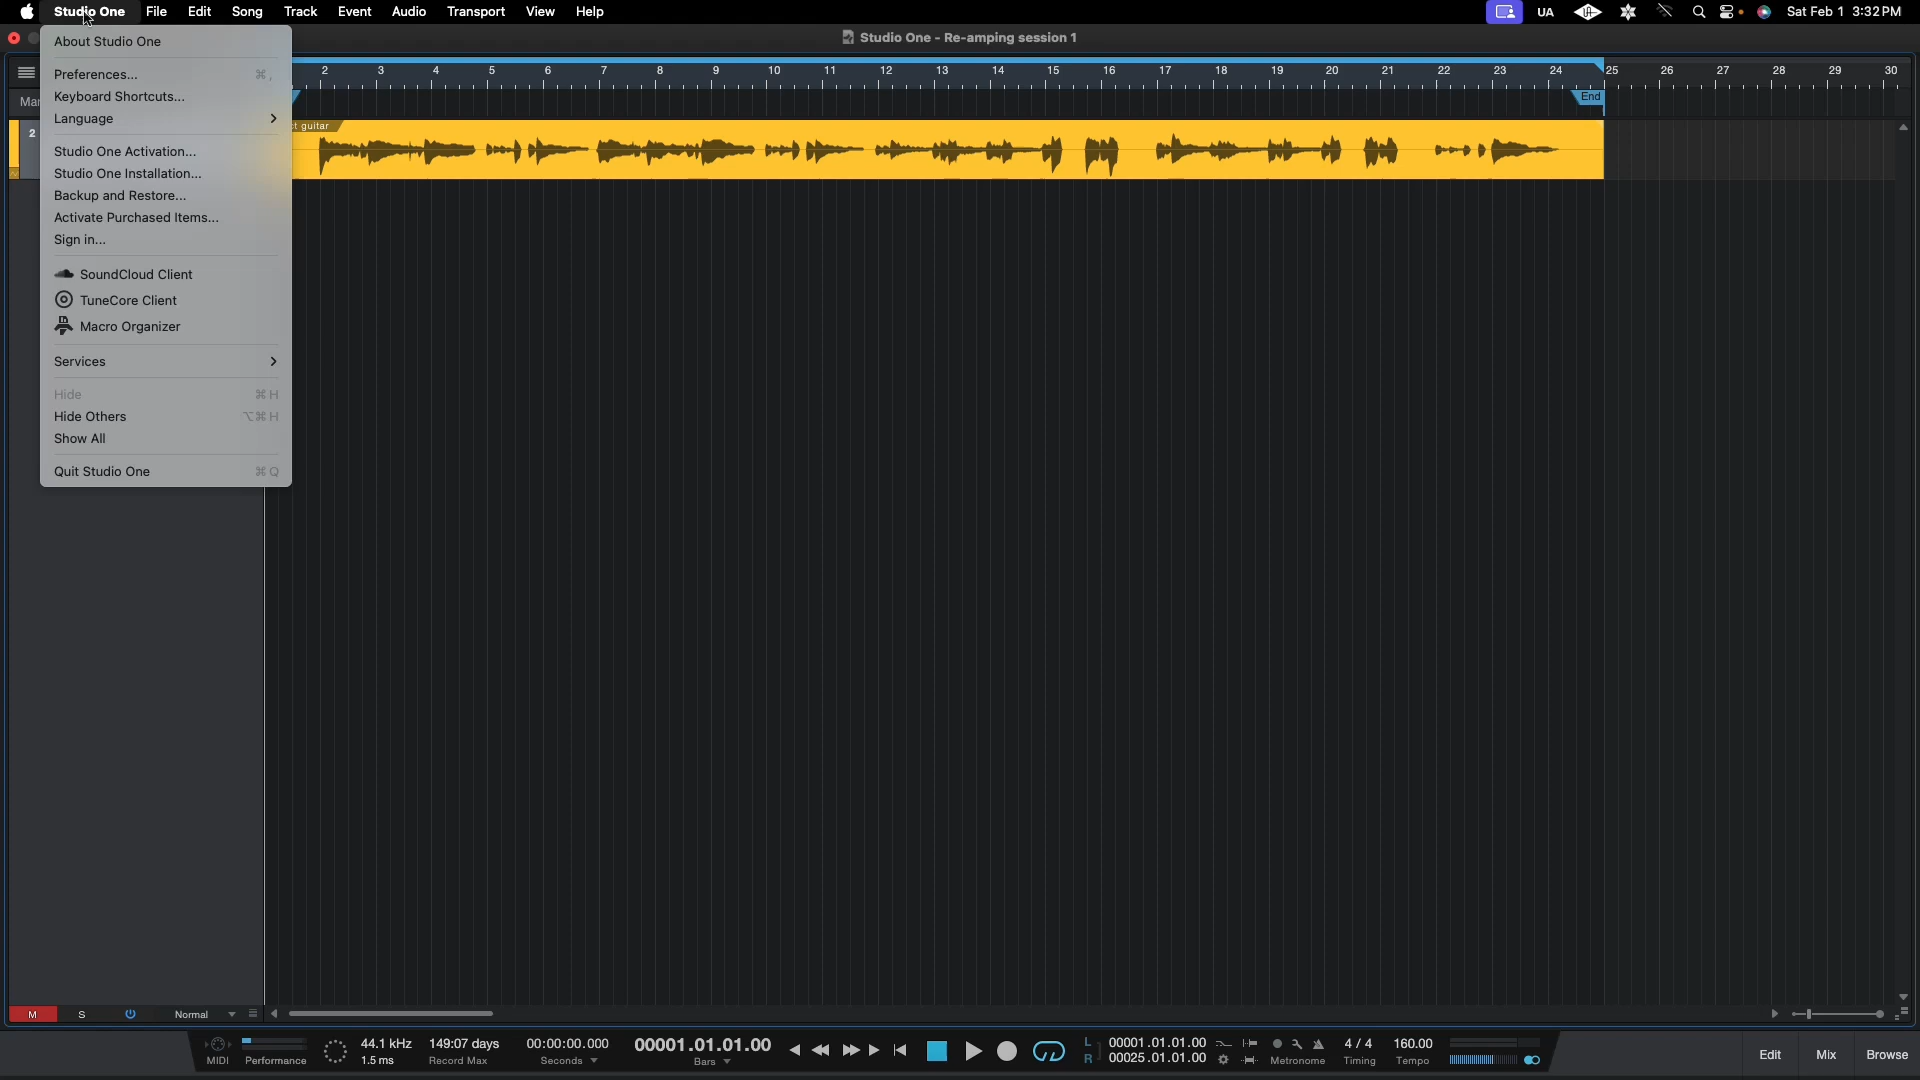 Studio One File Edit Song Track Event Audio Transport View Help
UA Sat Feb 1 3:32 PM
Studio One - Re-amping session 1
About Studio One
Preferences... ⌘ ,
Keyboard Shortcuts...
Language
Studio One Activation...
Studio One Installation...
Backup and Restore...
Activate Purchased Items...
Sign in...
SoundCloud Client
TuneCore Client
Macro Organizer
Services
Hide ⌘ H
Hide Others ⌥⌘ H
Show All
Quit Studio One ⌘ Q
2 3 4 5 6 7 8 9 10 11 12 13 14 15 16 17 18 19 20 21 22 23 24 25 26 27 28 29 30
Mar
End
2
ct guitar
M S Normal
MIDI Performance
44.1 kHz 149:07 days 00:00:00.000 00001.01.01.00
1.5 ms Record Max Seconds Bars
L 00001.01.01.00
R 00025.01.01.00
Metronome
4 / 4 160.00
Timing Tempo
Edit Mix Browse